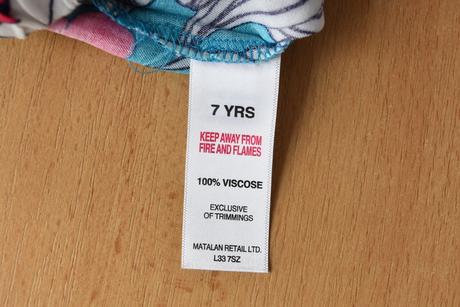 7 YRS
KEEP AWAY FROM
FIRE AND FLAMES
100% VISCOSE
EXCLUSIVE
OF TRIMMINGS
MATALAN RETAIL LTD.
L33 7SZ